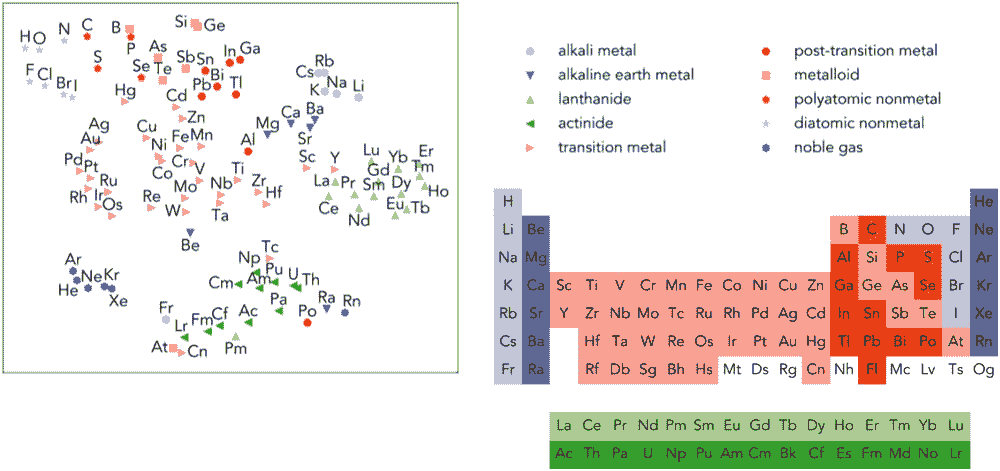 H O N C B Si Ge
S P As Sb Sn In Ga
F Cl Br I Se Te Bi Pb Tl
Hg Cd Zn
Cs Rb K Na Li
Mg Ca Ba Sr
Ag Au Cu Ni Fe Mn Al
Pd Pt Co Cr V Ti Sc Y Lu Yb Er
Rh Ru Ir Os Re Mo W Nb Ta Zr Hf La Pr Gd Sm Dy Tm Ho
Ce Nd Eu Tb
Be
Ar He Ne Kr Xe
Np Tc Pu Cm Am U Th
Fr Lr Fm Cf Ac Pa Po Ra Rn
At Cn Pm
alkali metal
alkaline earth metal
lanthanide
actinide
transition metal
post-transition metal
metalloid
polyatomic nonmetal
diatomic nonmetal
noble gas
H He
Li Be B C N O F Ne
Na Mg Al Si P S Cl Ar
K Ca Sc Ti V Cr Mn Fe Co Ni Cu Zn Ga Ge As Se Br Kr
Rb Sr Y Zr Nb Mo Tc Ru Rh Pd Ag Cd In Sn Sb Te I Xe
Cs Ba Hf Ta W Re Os Ir Pt Au Hg Tl Pb Bi Po At Rn
Fr Ra Rf Db Sg Bh Hs Mt Ds Rg Cn Nh Fl Mc Lv Ts Og
La Ce Pr Nd Pm Sm Eu Gd Tb Dy Ho Er Tm Yb Lu
Ac Th Pa U Np Pu Am Cm Bk Cf Es Fm Md No Lr